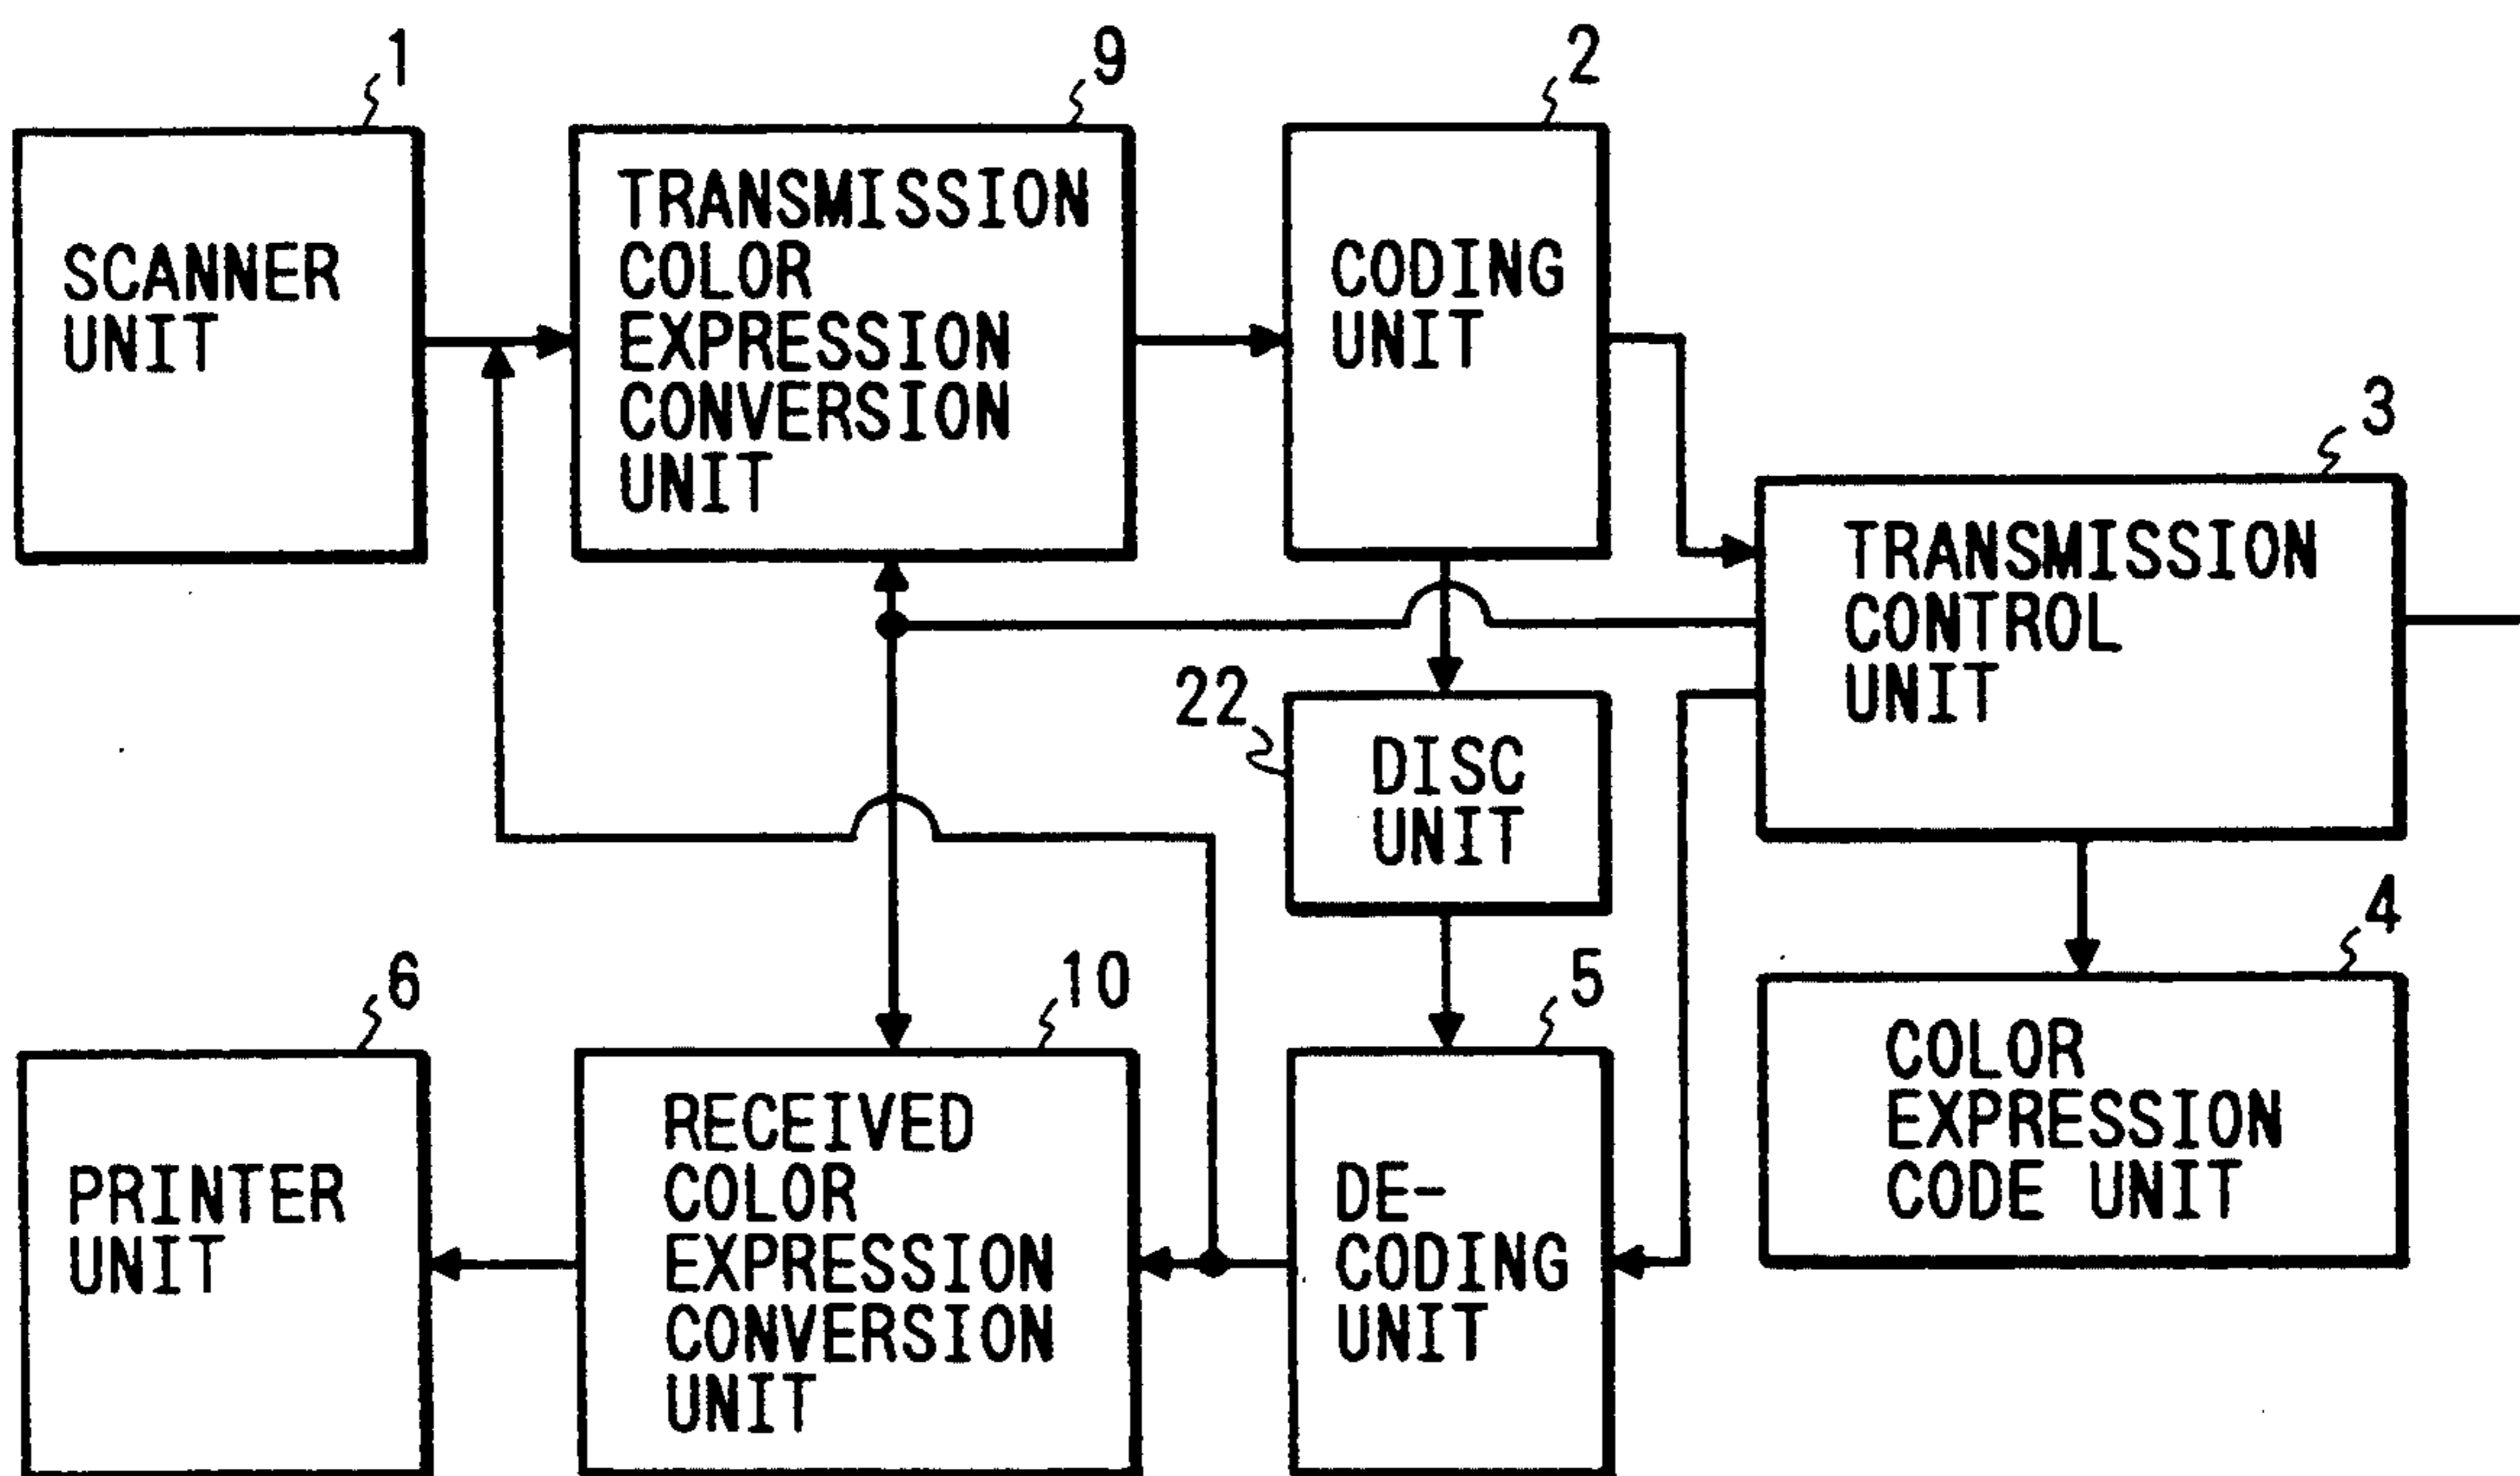 1
9
2
SCANNER
UNIT
TRANSMISSION
COLOR
EXPRESSION
CONVERSION
UNIT
CODING
UNIT
3
TRANSMISSION
CONTROL
UNIT
22
DISC
UNIT
4
COLOR
EXPRESSION
CODE UNIT
6
10
5
PRINTER
UNIT
RECEIVED
COLOR
EXPRESSION
CONVERSION
UNIT
DE-
CODING
UNIT